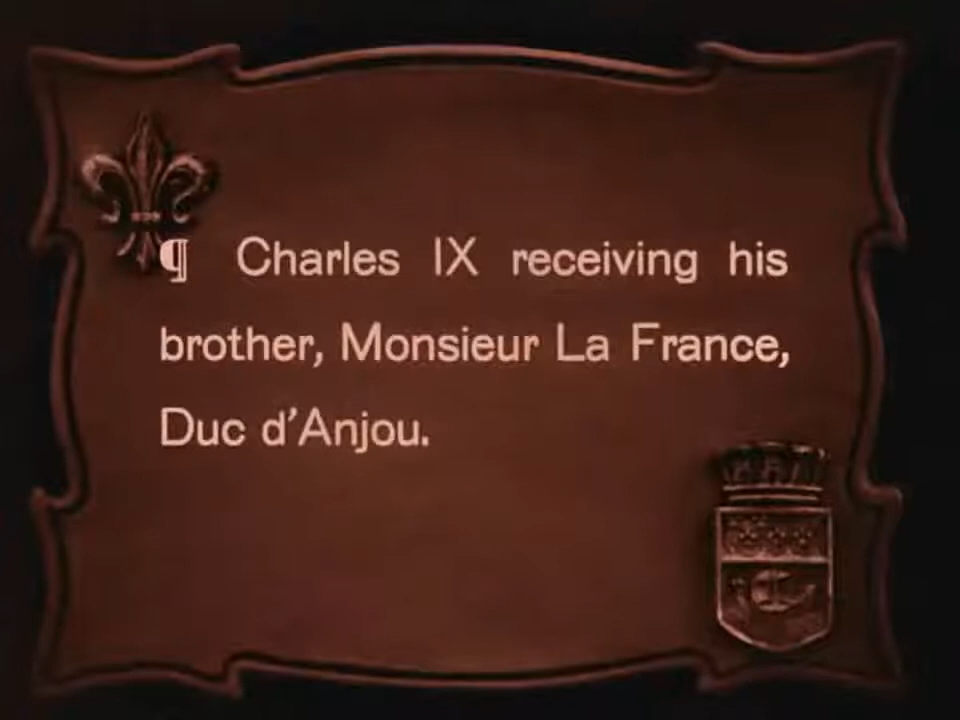 ¶ Charles IX receiving his
brother, Monsieur La France,
Duc d'Anjou.